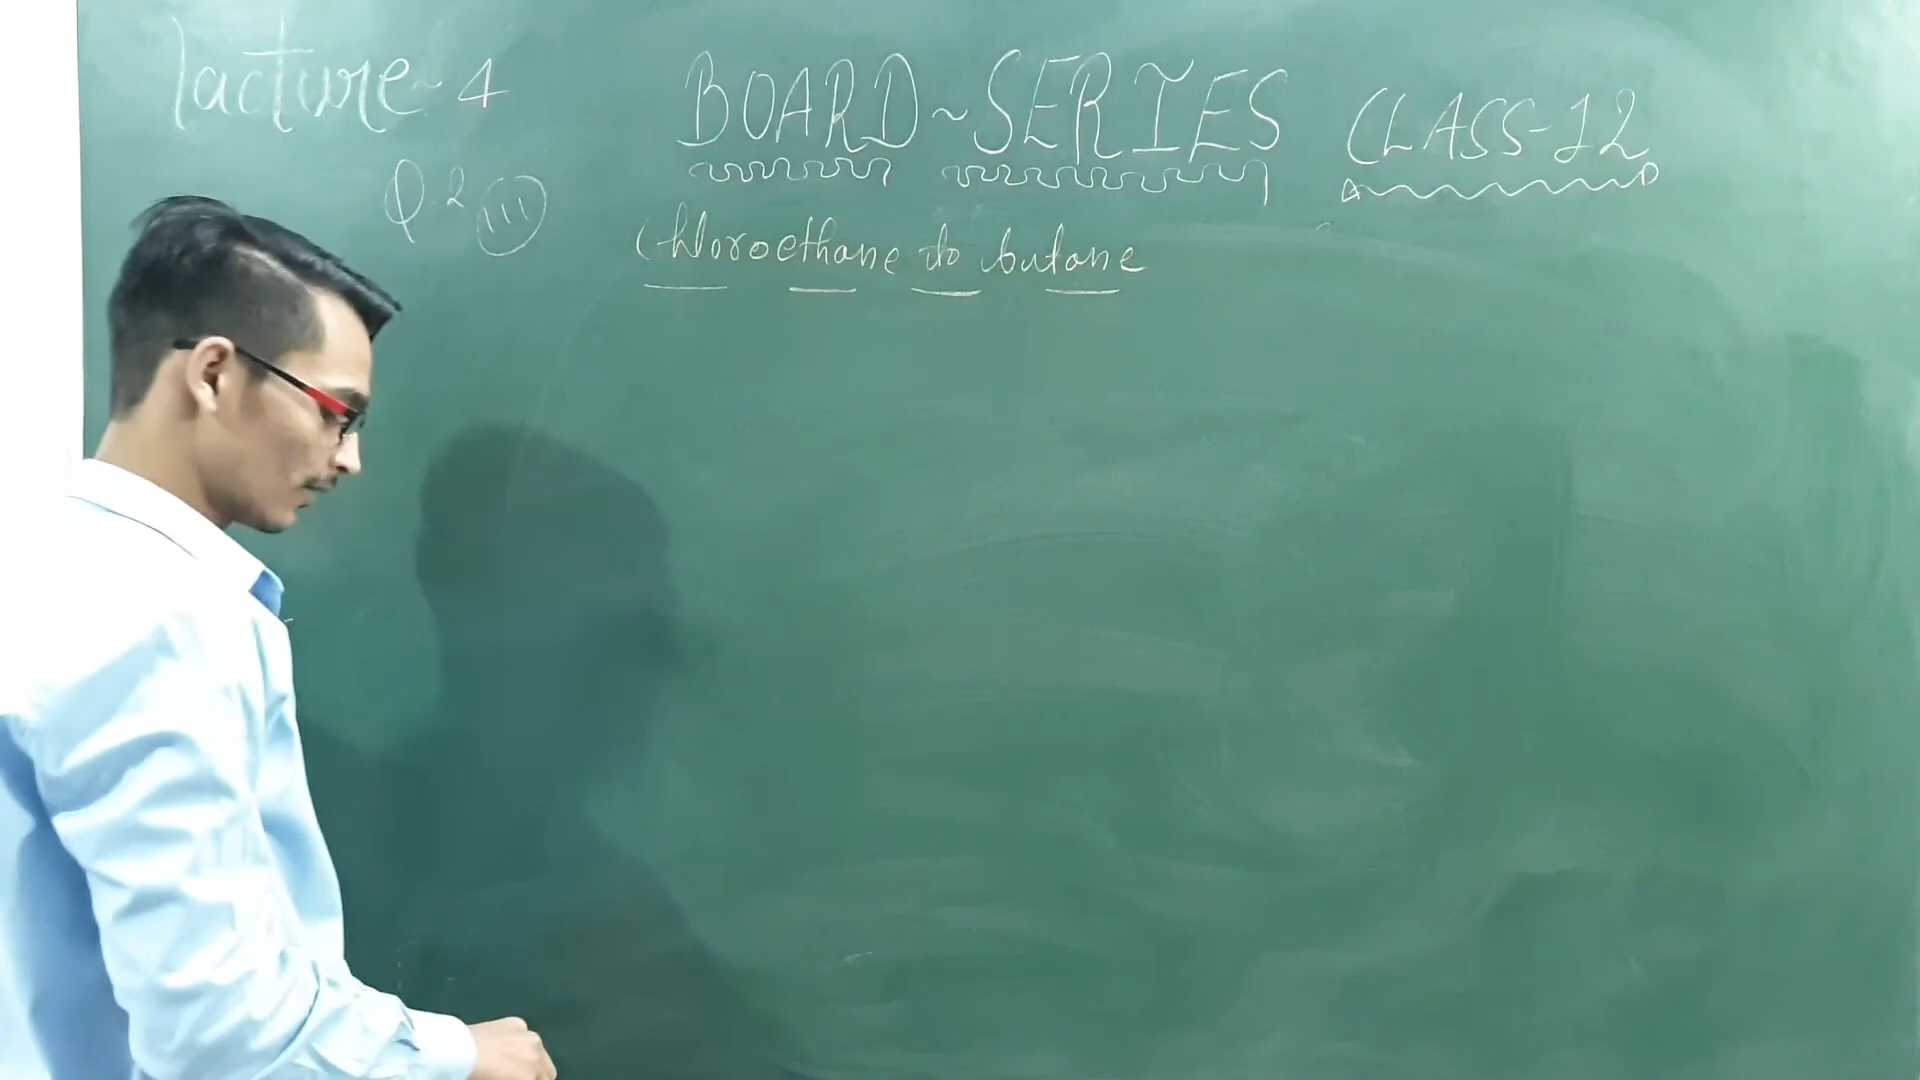 Lacture ~ 4
BOARD ~ SERIES CLASS-12
Q.2 (iii)
Chloroethane to butane